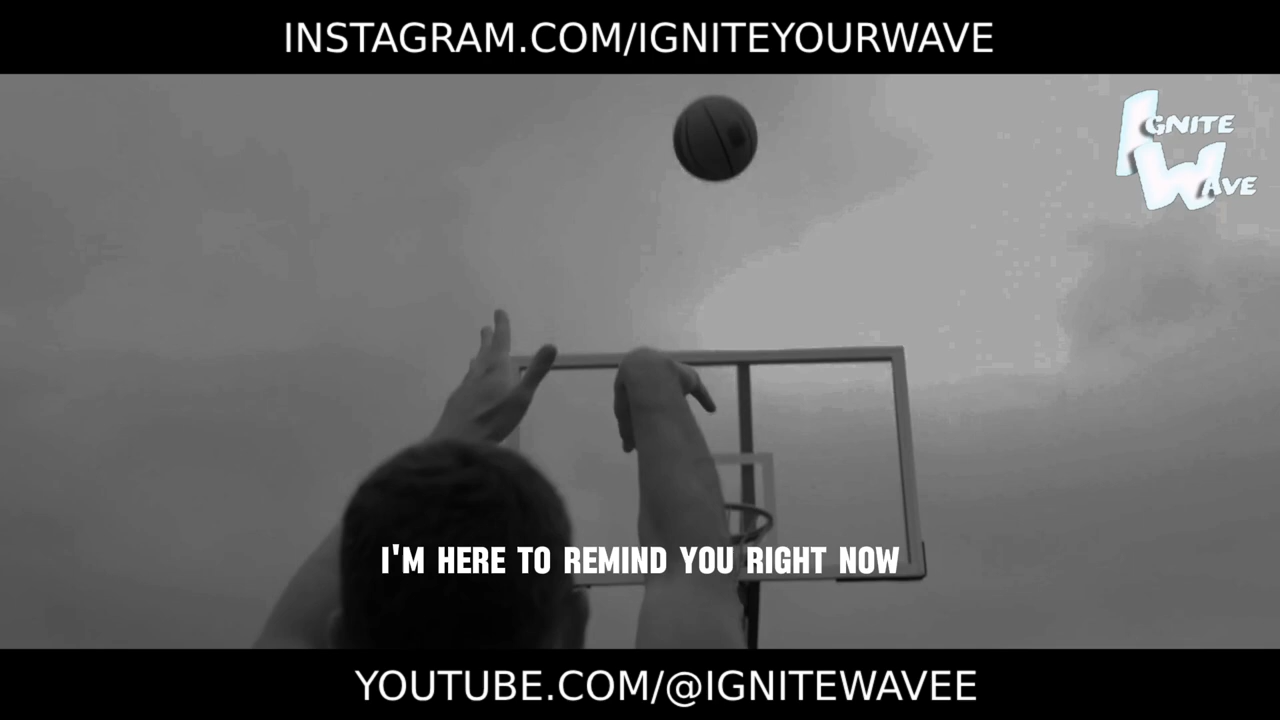 INSTAGRAM.COM/IGNITEYOURWAVE
IGNITE
WAVE
I'M HERE TO REMIND YOU RIGHT NOW
YOUTUBE.COM/@IGNITEWAVEE